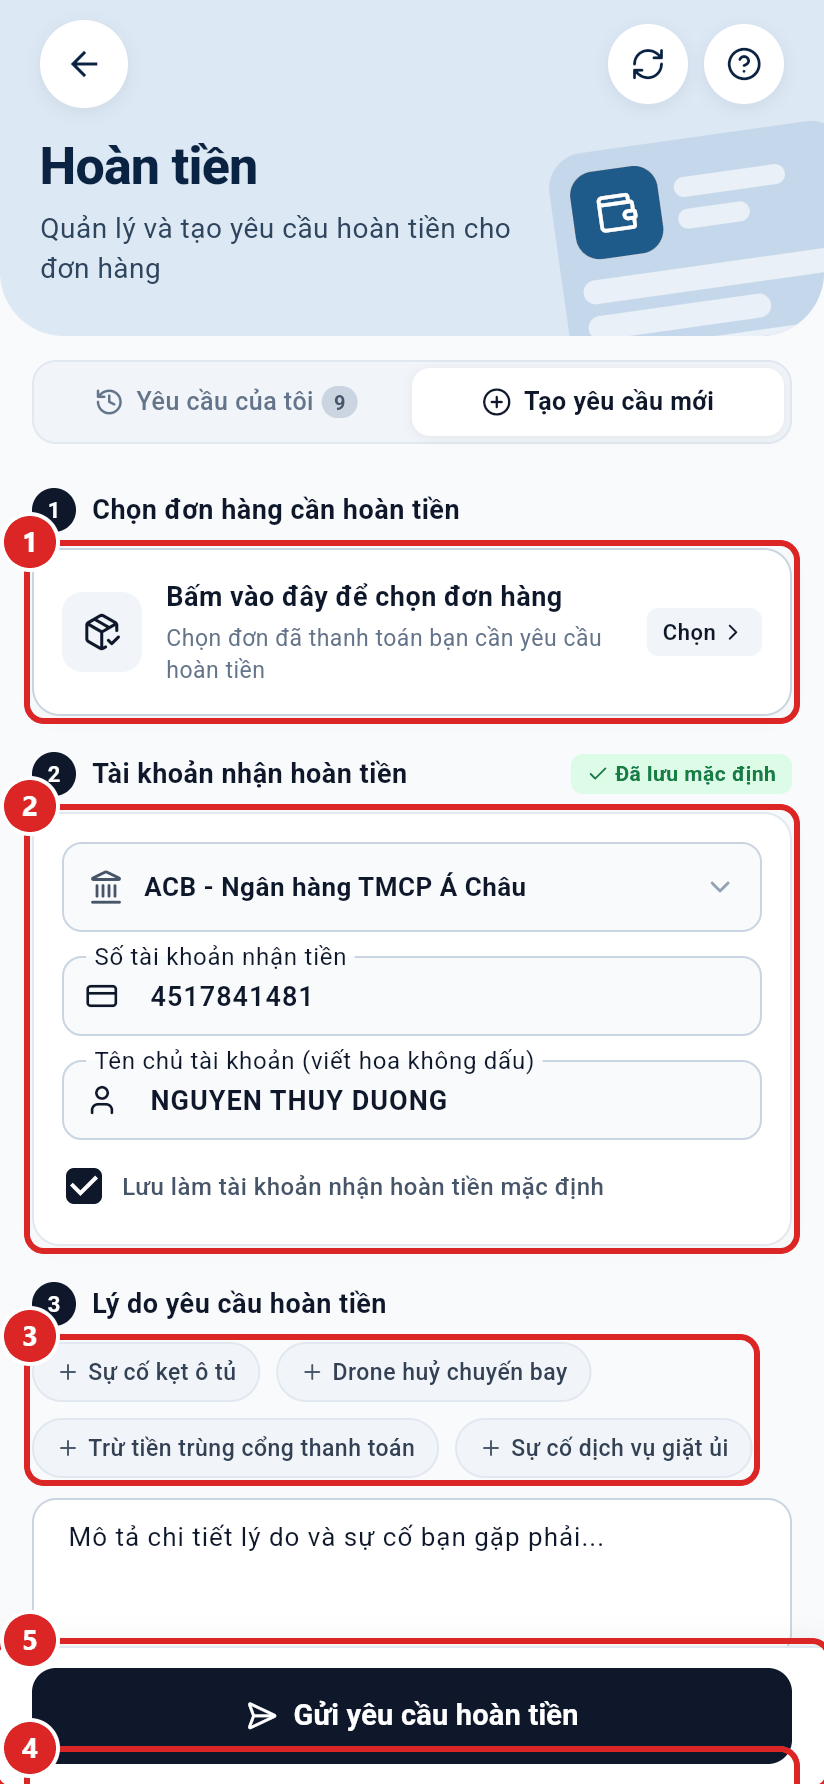 Hoàn tiền
Quản lý và tạo yêu cầu hoàn tiền cho
đơn hàng
Yêu cầu của tôi 9
Tạo yêu cầu mới
1 Chọn đơn hàng cần hoàn tiền
1
Bấm vào đây để chọn đơn hàng
Chọn đơn đã thanh toán bạn cần yêu cầu
hoàn tiền
Chọn
2 Tài khoản nhận hoàn tiền
Đã lưu mặc định
2
ACB - Ngân hàng TMCP Á Châu
Số tài khoản nhận tiền
4517841481
Tên chủ tài khoản (viết hoa không dấu)
NGUYEN THUY DUONG
Lưu làm tài khoản nhận hoàn tiền mặc định
3 Lý do yêu cầu hoàn tiền
3
+ Sự cố kẹt ô tủ
+ Drone huỷ chuyến bay
+ Trừ tiền trùng cổng thanh toán
+ Sự cố dịch vụ giặt ủi
Mô tả chi tiết lý do và sự cố bạn gặp phải...
5
Gửi yêu cầu hoàn tiền
4